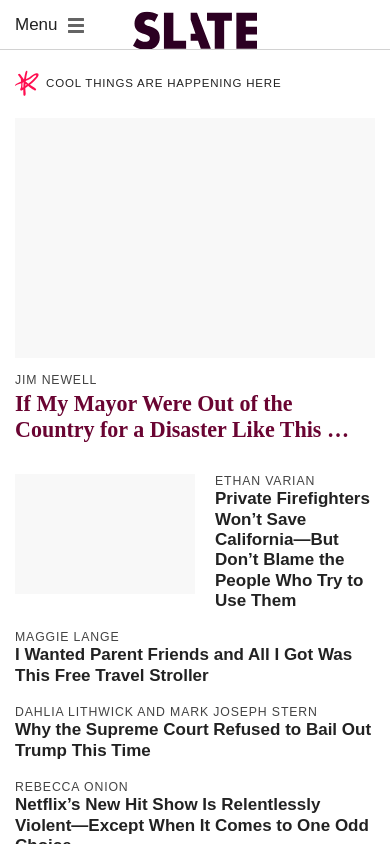 Menu
SLATE
COOL THINGS ARE HAPPENING HERE
JIM NEWELL
If My Mayor Were Out of the
Country for a Disaster Like This …
ETHAN VARIAN
Private Firefighters
Won’t Save
California—But
Don’t Blame the
People Who Try to
Use Them
MAGGIE LANGE
I Wanted Parent Friends and All I Got Was
This Free Travel Stroller
DAHLIA LITHWICK AND MARK JOSEPH STERN
Why the Supreme Court Refused to Bail Out
Trump This Time
REBECCA ONION
Netflix’s New Hit Show Is Relentlessly
Violent—Except When It Comes to One Odd
Choice